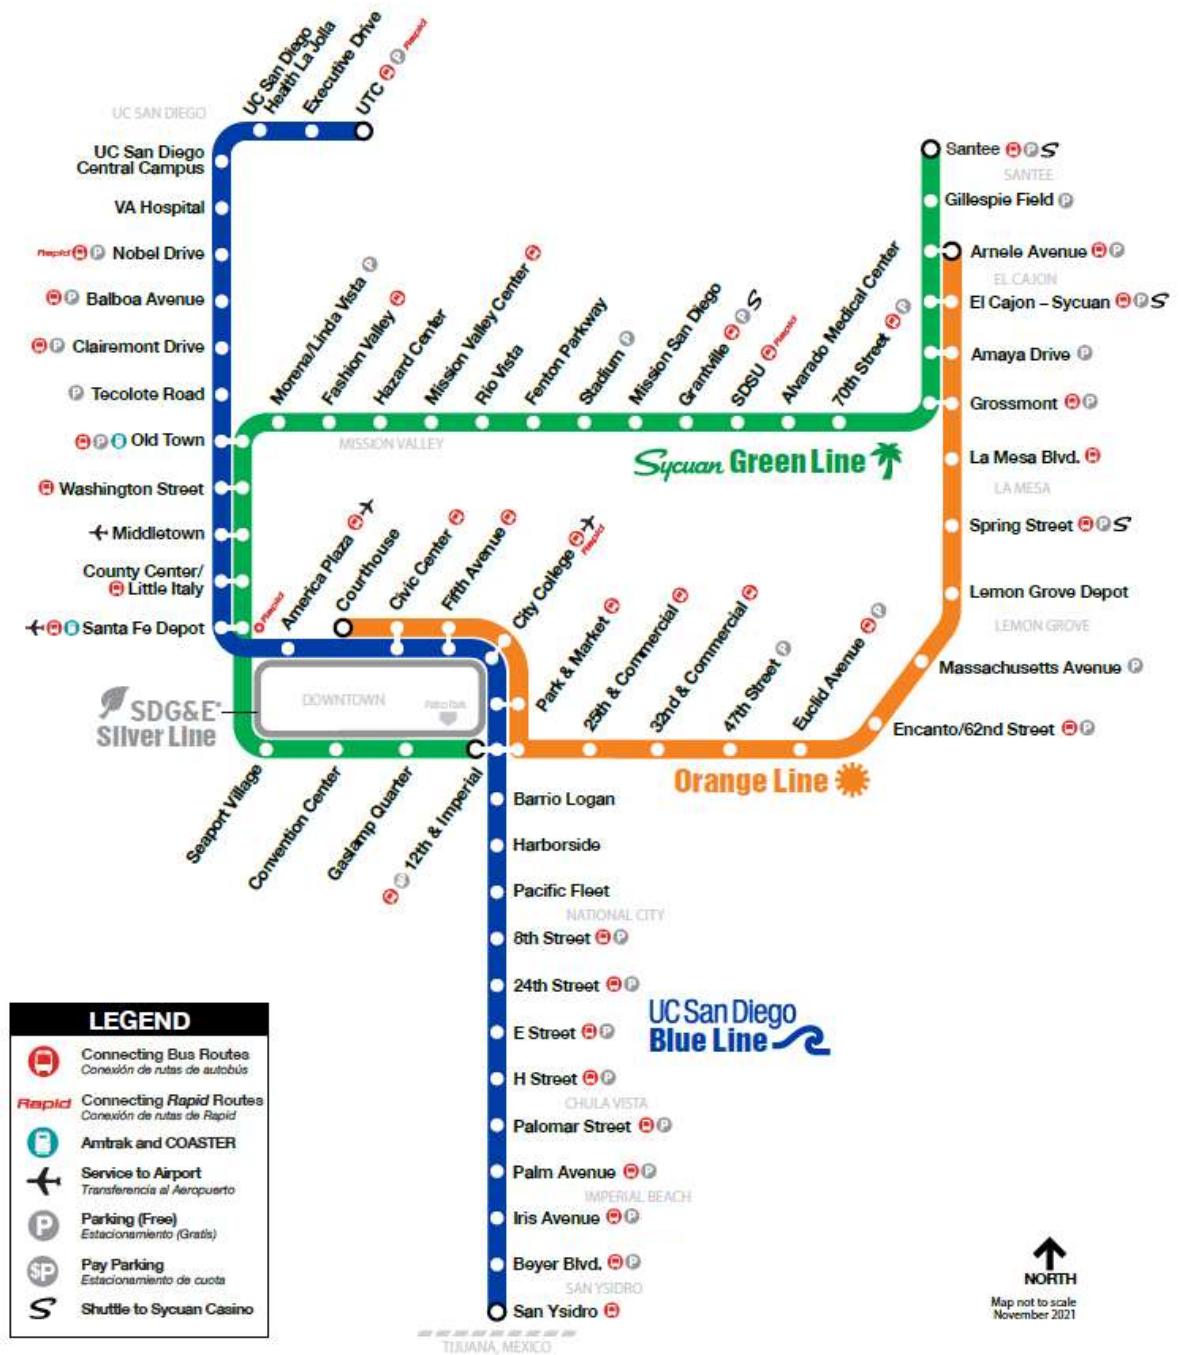 UC San Diego
Health La Jolla
Executive Drive
UTC P Rapid
UC SAN DIEGO
UC San Diego
Central Campus
VA Hospital
Rapid P Nobel Drive
P Balboa Avenue
P Clairemont Drive
P Tecolote Road
P Old Town
Washington Street
Middletown
County Center/
Little Italy
Santa Fe Depot
Rapid
Morena/Linda Vista P
Fashion Valley
Hazard Center
Mission Valley Center
Rio Vista
Fenton Parkway
Stadium P
Mission San Diego
Grantville P S
SDSU Rapid
Alvarado Medical Center
70th Street P
MISSION VALLEY
Sycuan Green Line
Santee P S
SANTEE
Gillespie Field P
Arnele Avenue P
EL CAJON
El Cajon – Sycuan P S
Amaya Drive P
Grossmont P
La Mesa Blvd.
LA MESA
Spring Street P S
Lemon Grove Depot
LEMON GROVE
Massachusetts Avenue P
Encanto/62nd Street P
America Plaza
Courthouse
Civic Center
Fifth Avenue
City College
Rapid
Park & Market
25th & Commercial
32nd & Commercial
47th Street P
Euclid Avenue P
DOWNTOWN
Petco Park
SDG&E®
Silver Line
Orange Line
Seaport Village
Convention Center
Gaslamp Quarter
$P 12th & Imperial
Barrio Logan
Harborside
Pacific Fleet
NATIONAL CITY
8th Street P
24th Street P
E Street P
H Street P
CHULA VISTA
Palomar Street P
Palm Avenue P
IMPERIAL BEACH
Iris Avenue P
Beyer Blvd. P
SAN YSIDRO
San Ysidro
TIJUANA, MEXICO
UC San Diego
Blue Line
LEGEND
Connecting Bus Routes
Conexión de rutas de autobús
Rapid Connecting Rapid Routes
Conexión de rutas de Rapid
Amtrak and COASTER
Service to Airport
Transferencia al Aeropuerto
P Parking (Free)
Estacionamiento (Gratis)
$P Pay Parking
Estacionamiento de cuota
S Shuttle to Sycuan Casino
NORTH
Map not to scale
November 2021